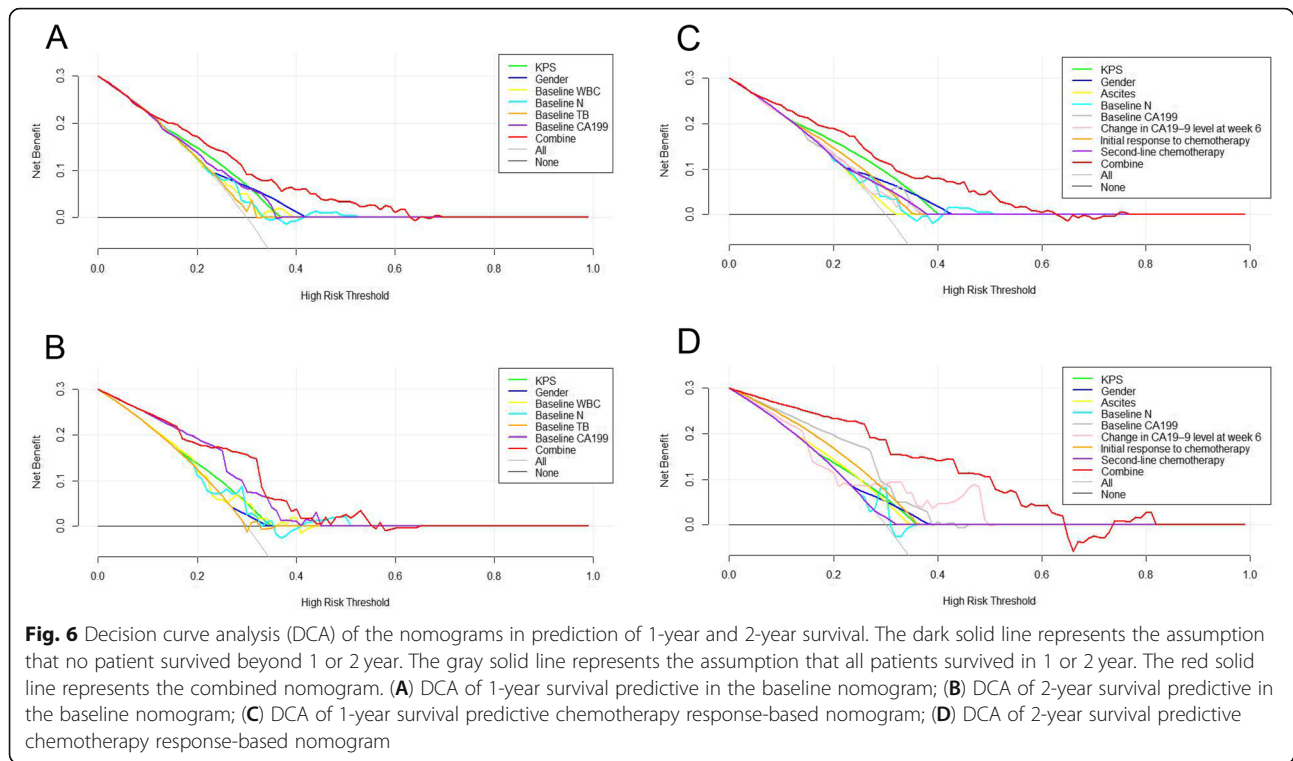 A
Net Benefit
0.3
0.2
0.1
0.0
KPS
Gender
Baseline WBC
Baseline N
Baseline TB
Baseline CA199
Combine
All
None
0.0 0.2 0.4 0.6 0.8 1.0
High Risk Threshold
C
Net Benefit
0.3
0.2
0.1
0.0
KPS
Gender
Ascites
Baseline N
Baseline CA199
Change in CA19-9 level at week 6
Initial response to chemotherapy
Second-line chemotherapy
Combine
All
None
0.0 0.2 0.4 0.6 0.8 1.0
High Risk Threshold
B
Net Benefit
0.3
0.2
0.1
0.0
KPS
Gender
Baseline WBC
Baseline N
Baseline TB
Baseline CA199
Combine
All
None
0.0 0.2 0.4 0.6 0.8 1.0
High Risk Threshold
D
Net Benefit
0.3
0.2
0.1
0.0
KPS
Gender
Ascites
Baseline N
Baseline CA199
Change in CA19-9 level at week 6
Initial response to chemotherapy
Second-line chemotherapy
Combine
All
None
0.0 0.2 0.4 0.6 0.8 1.0
High Risk Threshold
Fig. 6 Decision curve analysis (DCA) of the nomograms in prediction of 1-year and 2-year survival. The dark solid line represents the assumption
that no patient survived beyond 1 or 2 year. The gray solid line represents the assumption that all patients survived in 1 or 2 year. The red solid
line represents the combined nomogram. (A) DCA of 1-year survival predictive in the baseline nomogram; (B) DCA of 2-year survival predictive in
the baseline nomogram; (C) DCA of 1-year survival predictive chemotherapy response-based nomogram; (D) DCA of 2-year survival predictive
chemotherapy response-based nomogram